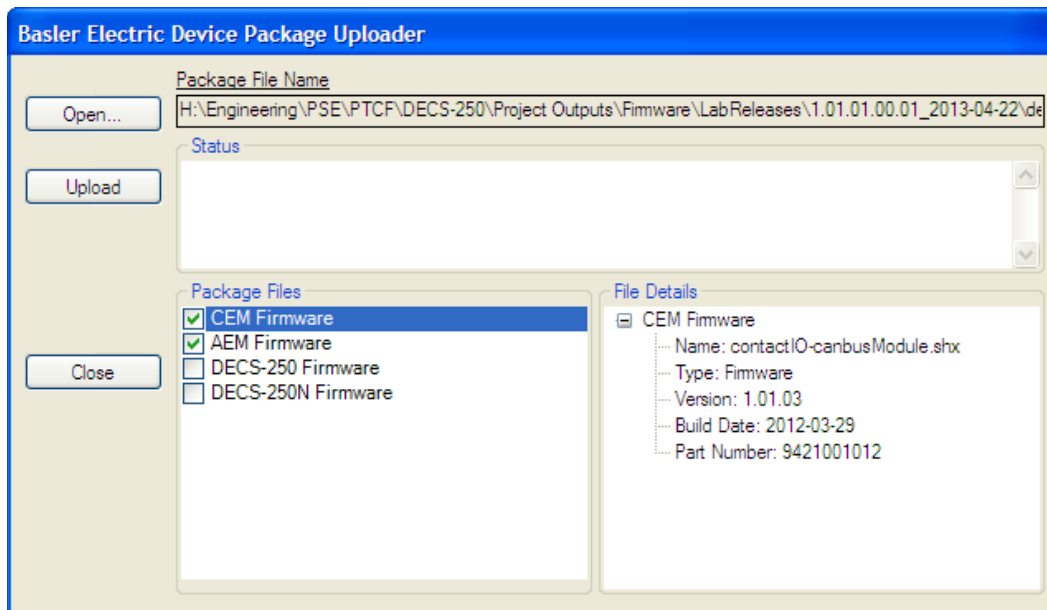 Basler Electric Device Package Uploader
Package File Name
Open...
H:\Engineering\PSE\PTCF\DECS-250\Project Outputs\Firmware\LabReleases\1.01.01.00.01_2013-04-22\de
Status
Upload
Package Files
CEM Firmware
AEM Firmware
DECS-250 Firmware
DECS-250N Firmware
Close
File Details
CEM Firmware
Name: contactIO-canbusModule.shx
Type: Firmware
Version: 1.01.03
Build Date: 2012-03-29
Part Number: 9421001012